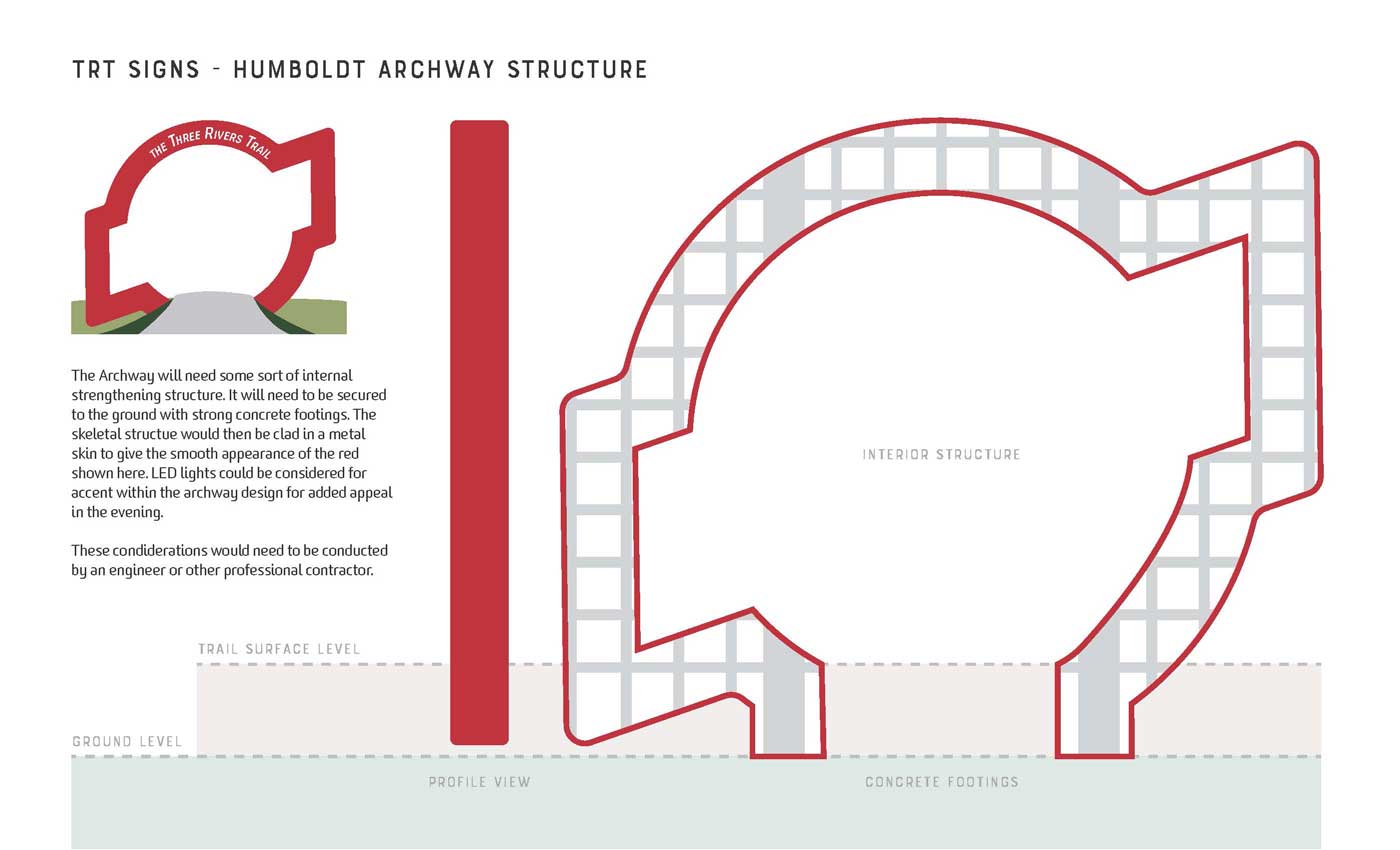 TRT SIGNS - HUMBOLDT ARCHWAY STRUCTURE
THE THREE RIVERS TRAIL
The Archway will need some sort of internal
strengthening structure. It will need to be secured
to the ground with strong concrete footings. The
skeletal structue would then be clad in a metal
skin to give the smooth appearance of the red
shown here. LED lights could be considered for
accent within the archway design for added appeal
in the evening.
These condiderations would need to be conducted
by an engineer or other professional contractor.
INTERIOR STRUCTURE
TRAIL SURFACE LEVEL
GROUND LEVEL
PROFILE VIEW
CONCRETE FOOTINGS